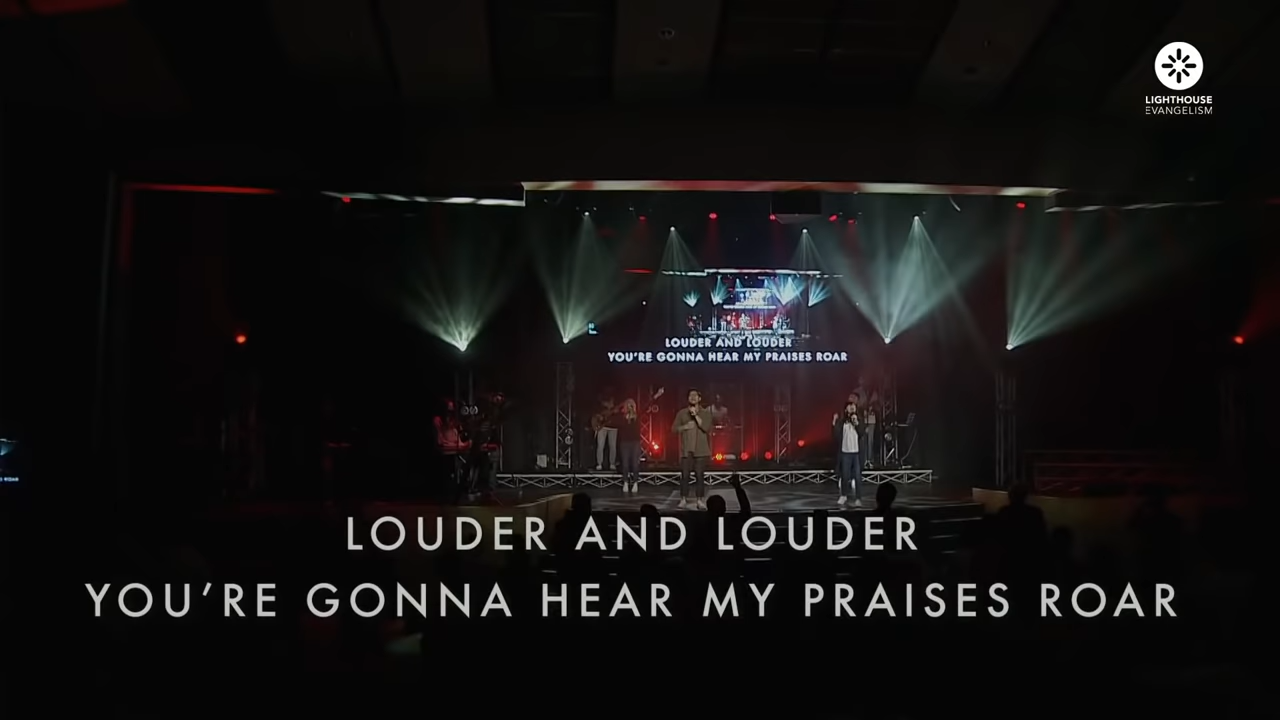 LIGHTHOUSE
EVANGELISM
LOUDER AND LOUDER
YOU'RE GONNA HEAR MY PRAISES ROAR
LOUDER AND LOUDER
YOU’RE GONNA HEAR MY PRAISES ROAR